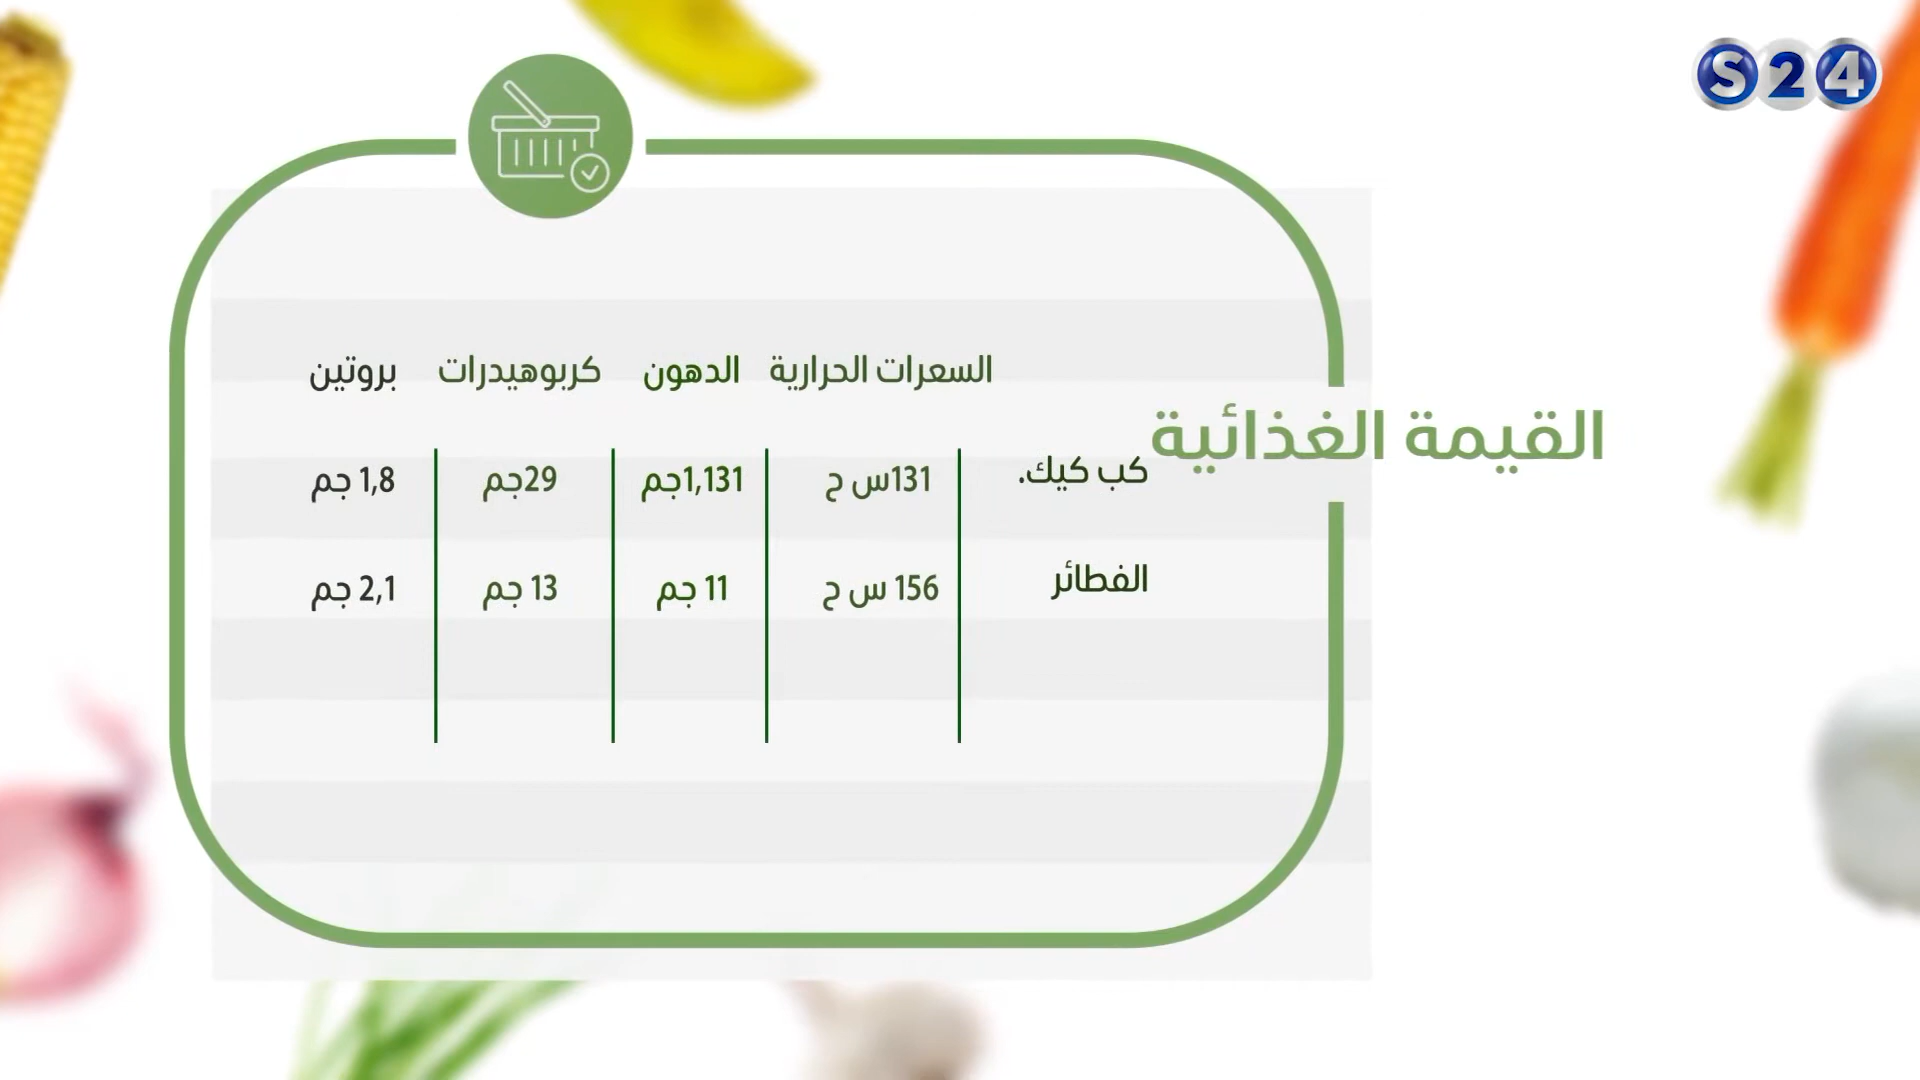 S24
القيمة الغذائية
السعرات الحرارية الدهون كربوهيدرات بروتين
كب كيك. 131س ح 1,131جم 29جم 1,8 جم
الفطائر 156 س ح 11 جم 13 جم 2,1 جم